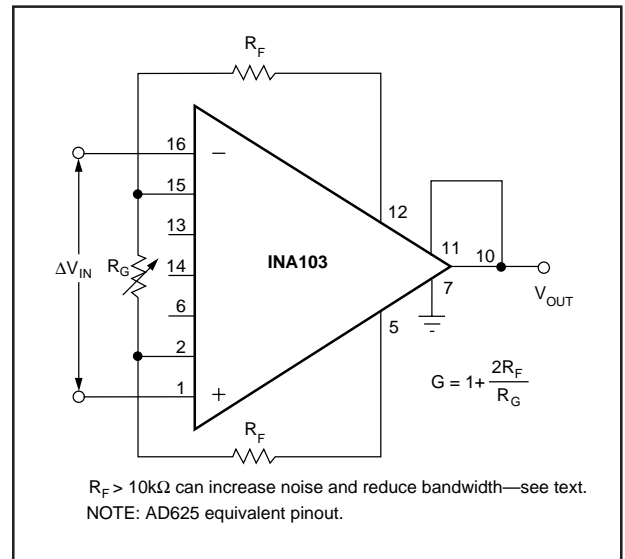 R_F
16
−
15
13
12
11
10
ΔV_IN
R_G
14
INA103
7
V_OUT
6
5
2
G = 1+ 2R_F / R_G
1
+
R_F
R_F > 10kΩ can increase noise and reduce bandwidth—see text.
NOTE: AD625 equivalent pinout.